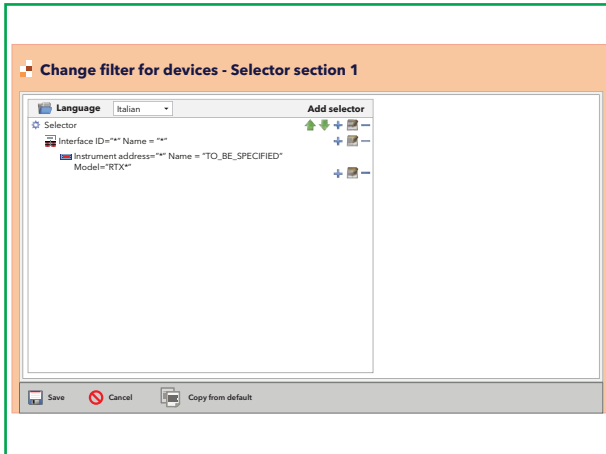 Change filter for devices - Selector section 1
Language Italian Add selector
Selector
Interface ID="*" Name = "*"
Instrument address="*" Name = "TO_BE_SPECIFIED"
Model="RTX*"
Save Cancel Copy from default